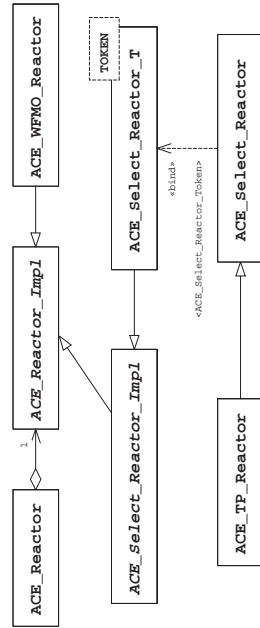 ACE_Reactor
1
ACE_Reactor_Impl
ACE_WFMO_Reactor
ACE_Select_Reactor_Impl
TOKEN
ACE_Select_Reactor_T
«bind»
<ACE_Select_Reactor_Token>
ACE_TP_Reactor
ACE_Select_Reactor